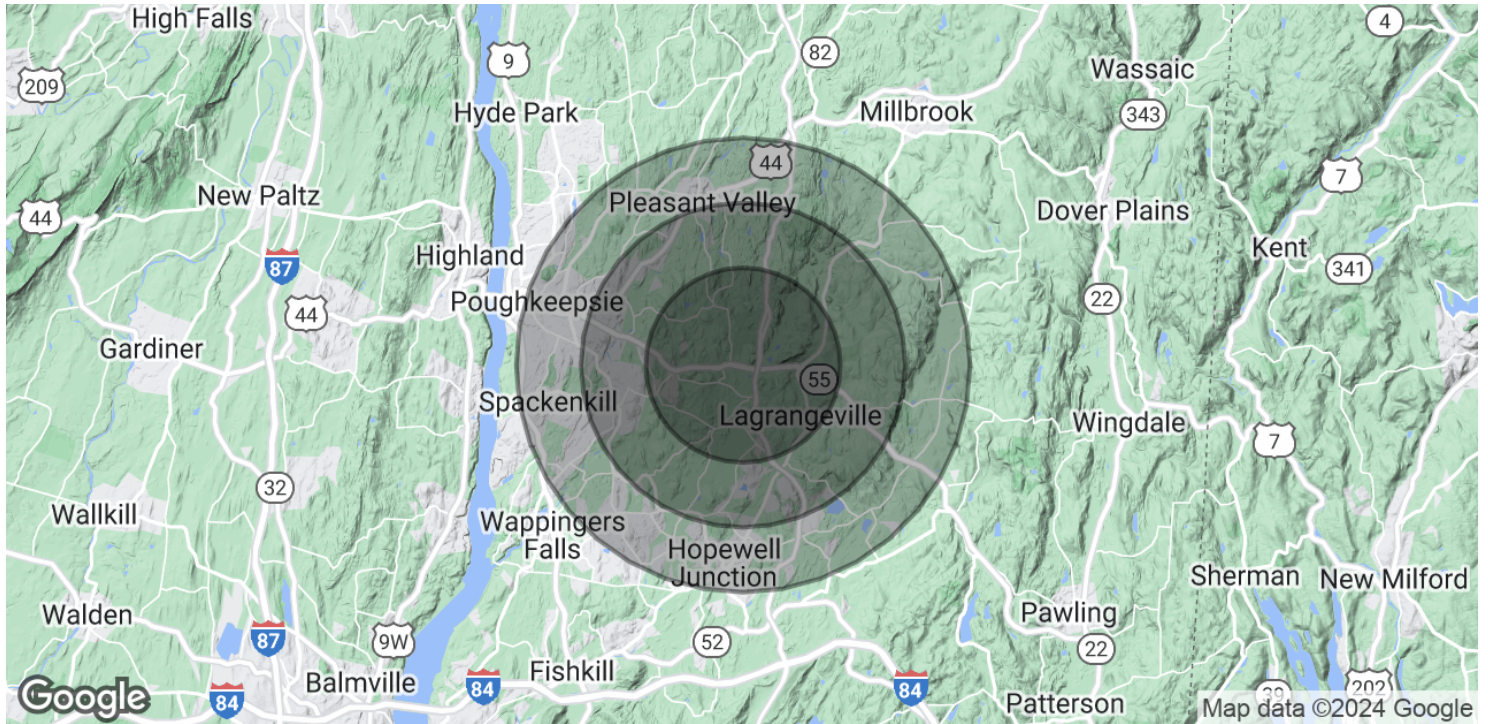 High Falls
4
9
82
209
Wassaic
Hyde Park
Millbrook
343
44
7
New Paltz
Pleasant Valley
44
Dover Plains
Highland
Kent
87
341
22
Poughkeepsie
44
Gardiner
55
Spackenkill
Lagrangeville
Wingdale
7
32
Wallkill
Wappingers
Falls
Hopewell
Junction
Sherman
New Milford
Walden
Pawling
87
9W
52
22
Fishkill
Balmville
84
84
84
39
202
Patterson
Google
Map data ©2024 Google